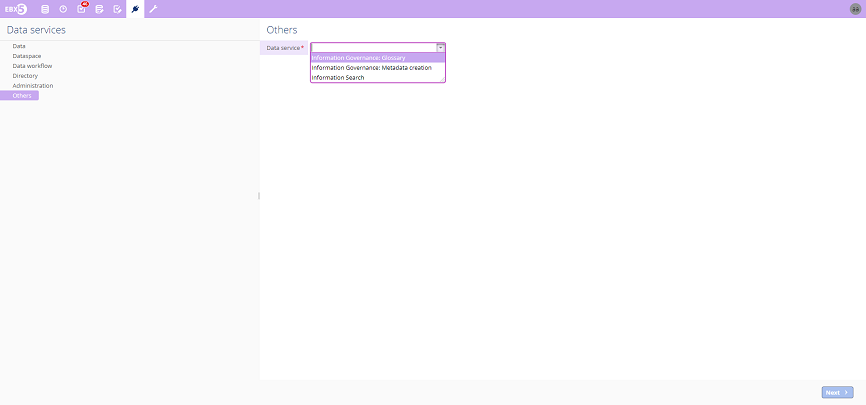 EBX5
Data services
Data
Dataspace
Data workflow
Directory
Administration
Others
Others
Data service *
Information Governance: Glossary
Information Governance: Metadata creation
Information Search
Next